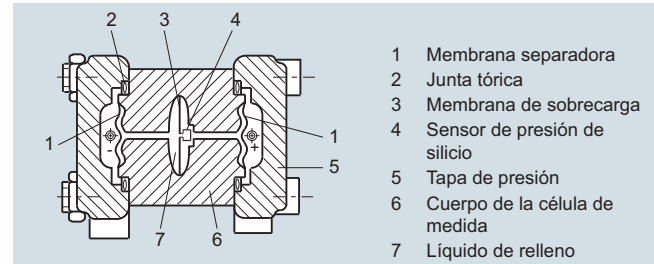 2 3 4
1 1
- +
5
7 6
1 Membrana separadora
2 Junta tórica
3 Membrana de sobrecarga
4 Sensor de presión de
silicio
5 Tapa de presión
6 Cuerpo de la célula de
medida
7 Líquido de relleno